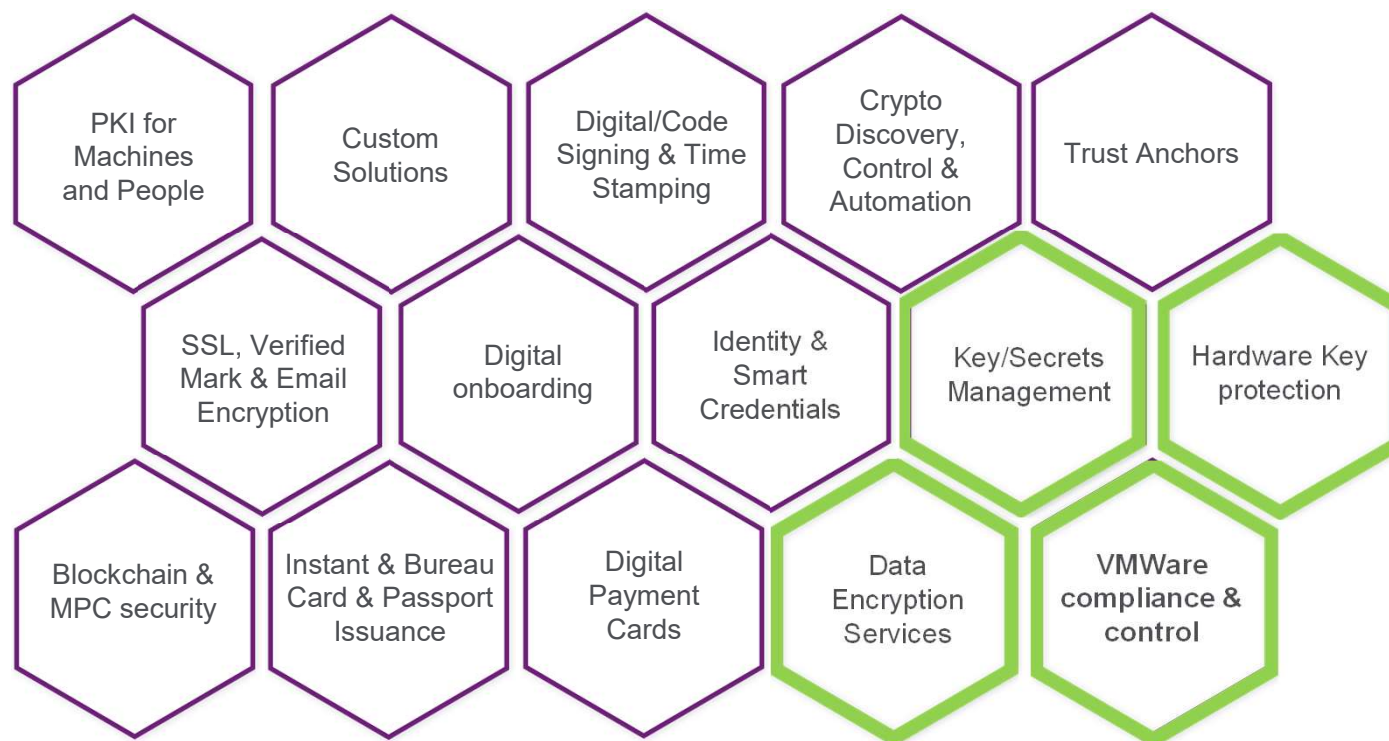 PKI for
Machines
and People
Custom
Solutions
Digital/Code
Signing & Time
Stamping
Crypto
Discovery,
Control &
Automation
Trust Anchors
SSL, Verified
Mark & Email
Encryption
Digital
onboarding
Identity &
Smart
Credentials
Key/Secrets
Management
Hardware Key
protection
Blockchain &
MPC security
Instant & Bureau
Card & Passport
Issuance
Digital
Payment
Cards
Data
Encryption
Services
VMWare
compliance &
control